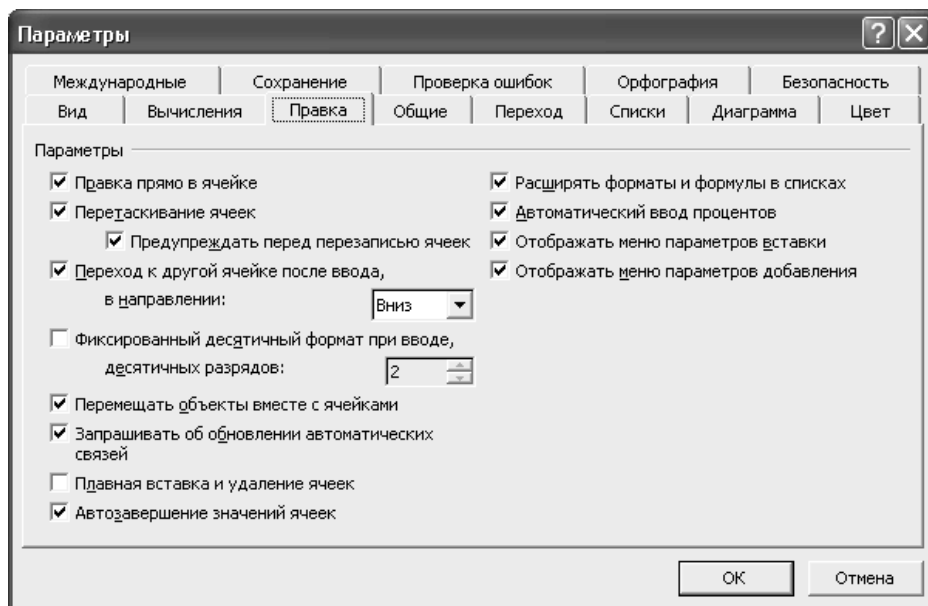 Параметры
Международные Сохранение Проверка ошибок Орфография Безопасность
Вид Вычисления Правка Общие Переход Списки Диаграмма Цвет
Параметры
Правка прямо в ячейке
Перетаскивание ячеек
Предупреждать перед перезаписью ячеек
Переход к другой ячейке после ввода,
в направлении: Вниз
Фиксированный десятичный формат при вводе,
десятичных разрядов: 2
Перемещать объекты вместе с ячейками
Запрашивать об обновлении автоматических
связей
Плавная вставка и удаление ячеек
Автозавершение значений ячеек
Расширять форматы и формулы в списках
Автоматический ввод процентов
Отображать меню параметров вставки
Отображать меню параметров добавления
ОК Отмена